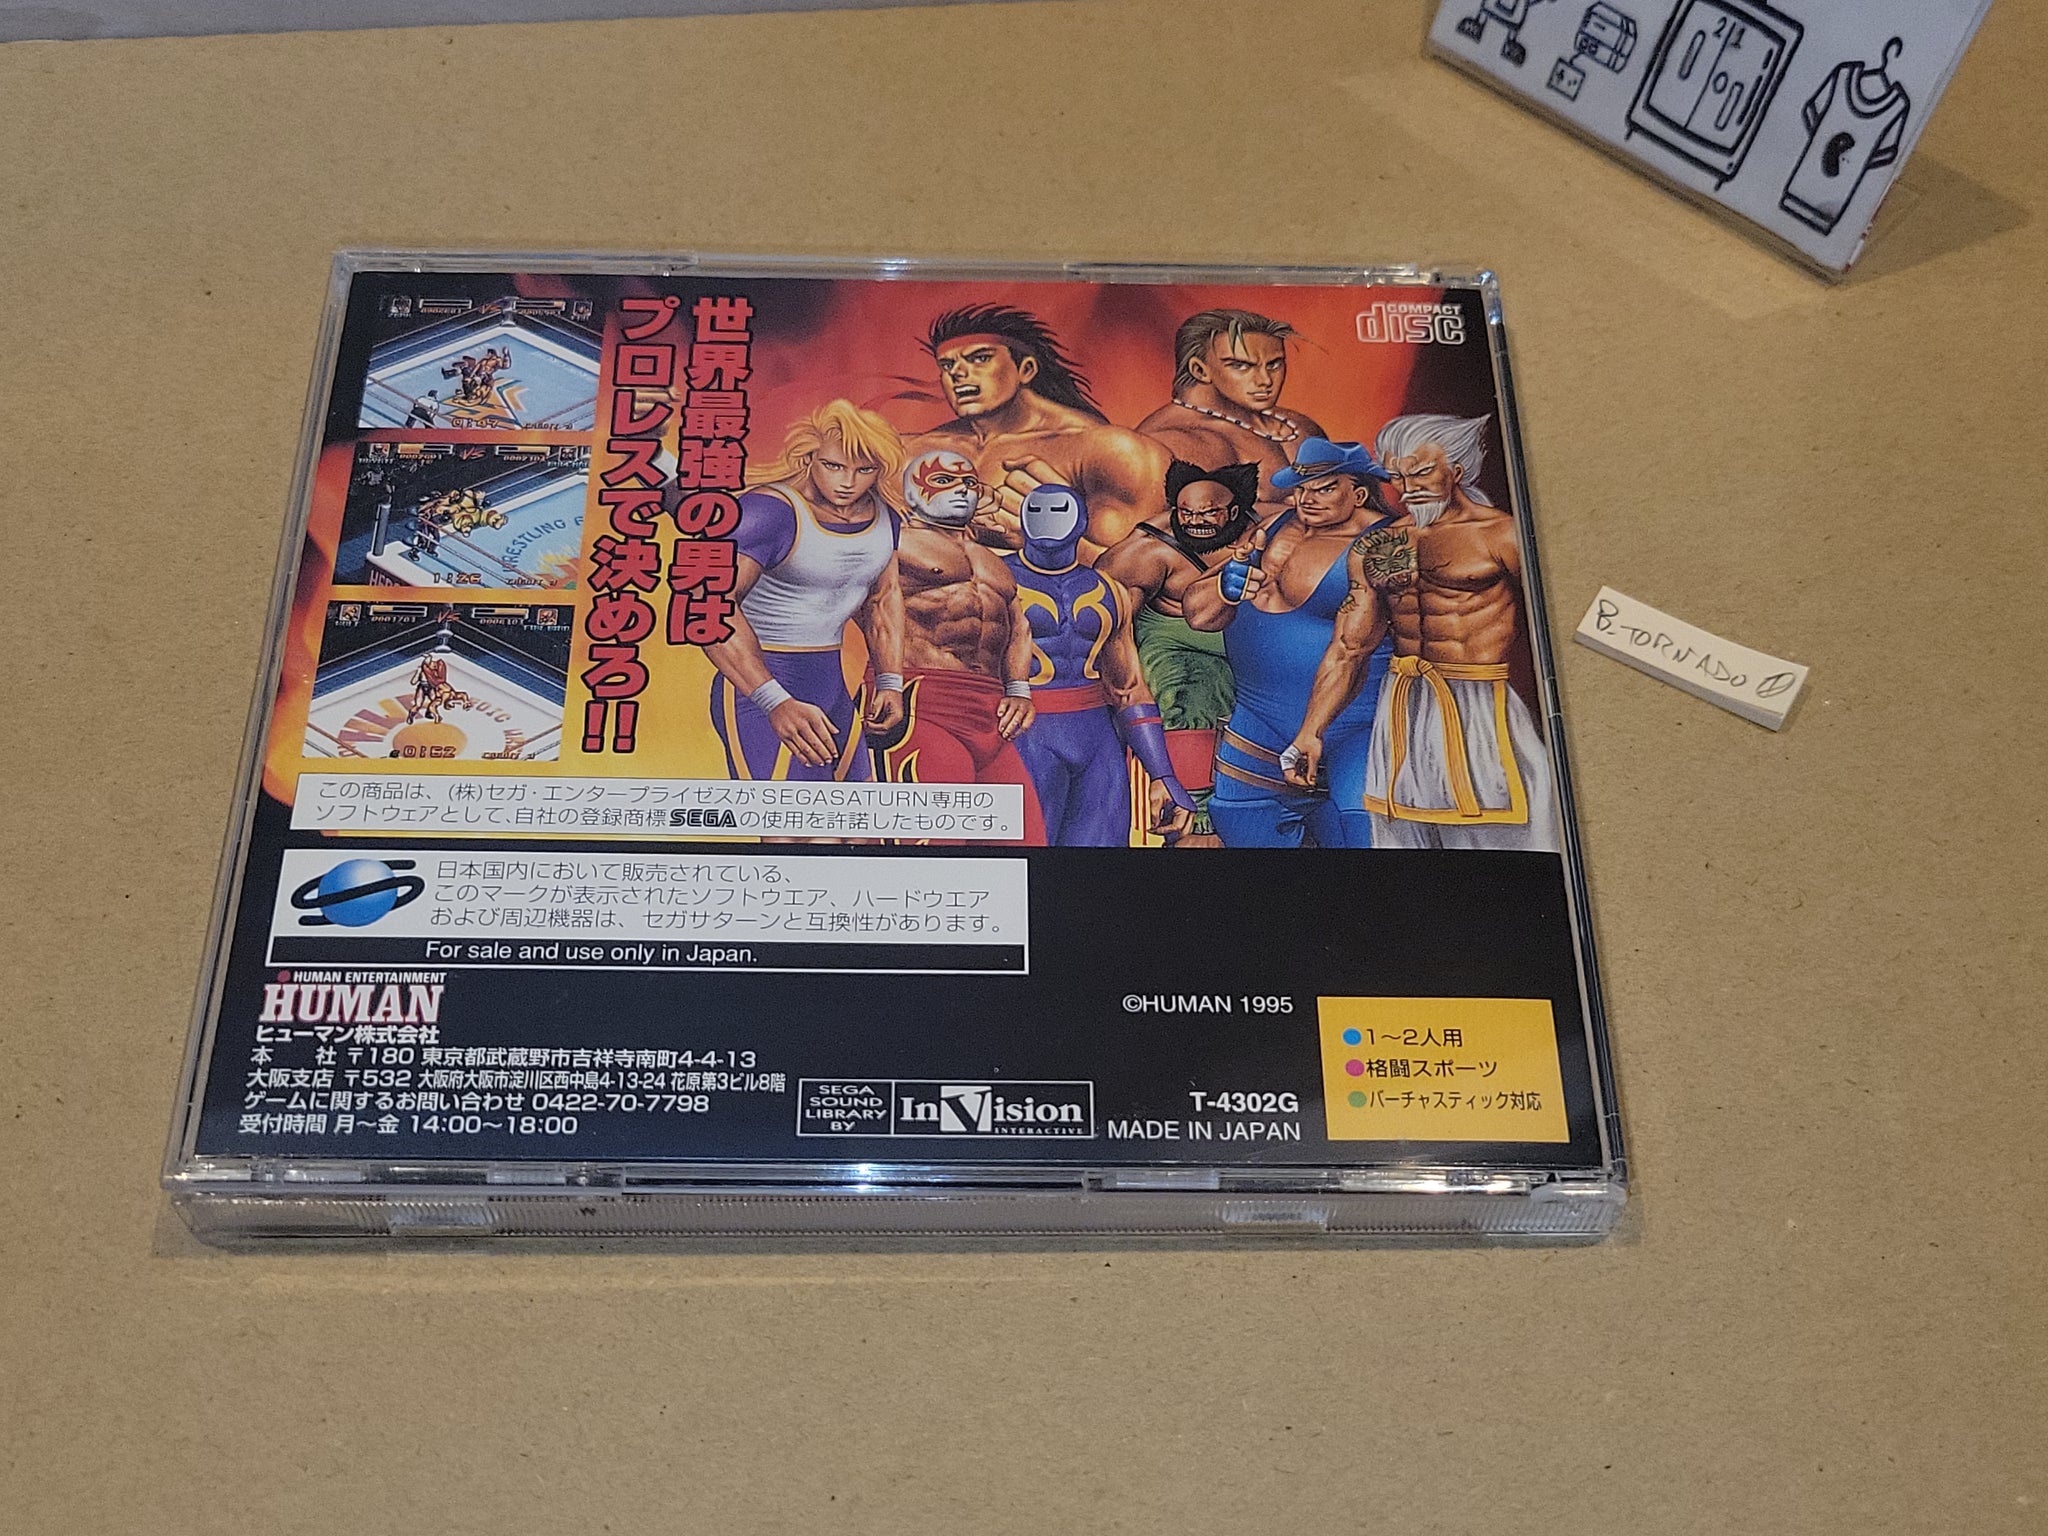 世界最強の男は
プロレスで決めろ!!
COMPACT
disc
VS
0:47
VS
WRESTLING
1:26
VS
0:52
B-TORNADO
21
この商品は、(株)セガ・エンタープライゼスがSEGASATURN専用の
ソフトウェアとして、自社の登録商標SEGAの使用を許諾したものです。
日本国内において販売されている、
このマークが表示されたソフトウエア、ハードウエア
および周辺機器は、セガサターンと互換性があります。
For sale and use only in Japan.
HUMAN ENTERTAINMENT
HUMAN
ヒューマン株式会社
本 社 〒180 東京都武蔵野市吉祥寺南町4-4-13
大阪支店 〒532 大阪府大阪市淀川区西中島4-13-24 花原第3ビル8階
ゲームに関するお問い合わせ 0422-70-7798
受付時間 月~金 14:00~18:00
SEGA
SOUND
LIBRARY
BY
InVision
INTERACTIVE
©HUMAN 1995
T-4302G
MADE IN JAPAN
●1~2人用
●格闘スポーツ
●バーチャスティック対応